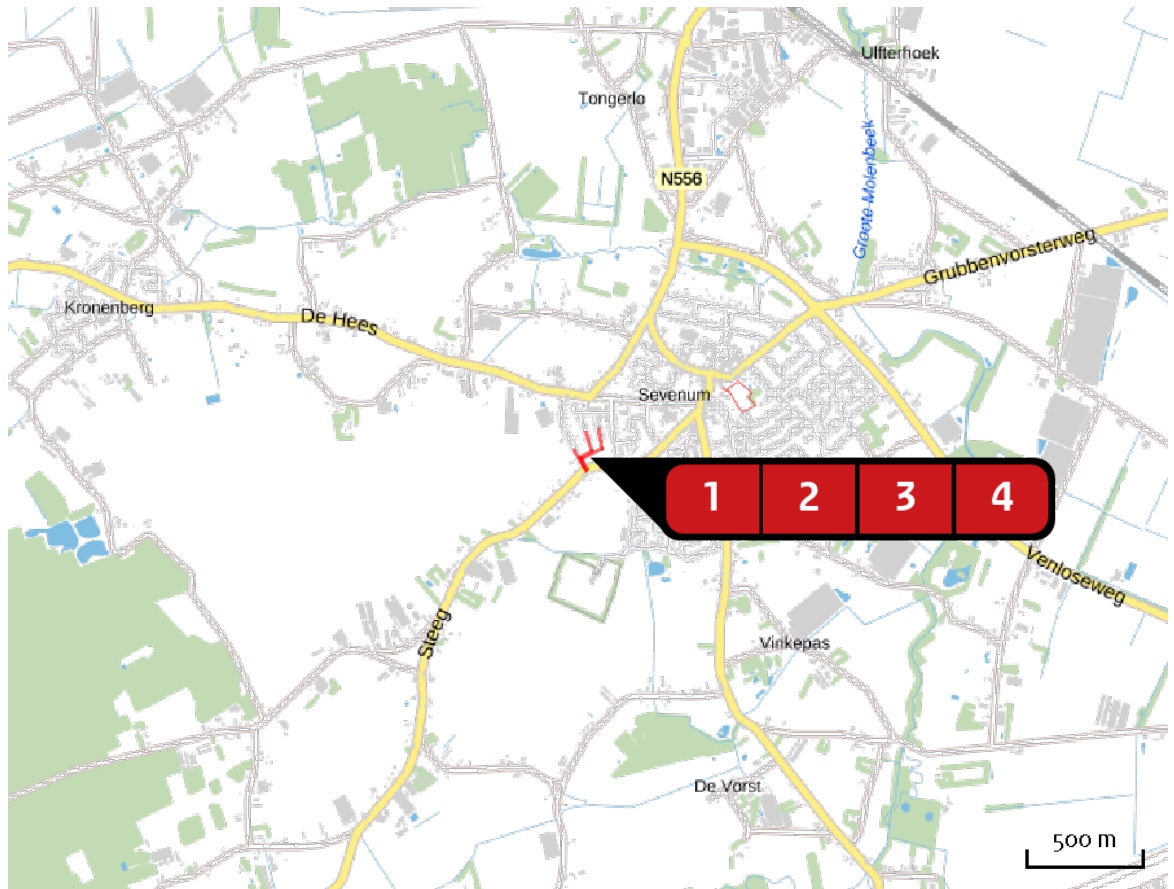 Ulfterhoek
Tongerlo
Groote Molenbeek
N556
Grubbenvorsterweg
Kronenberg
De Hees
Sevenum
1 2 3 4
Venloseweg
Steeg
Vinkepas
De Vorst
500 m